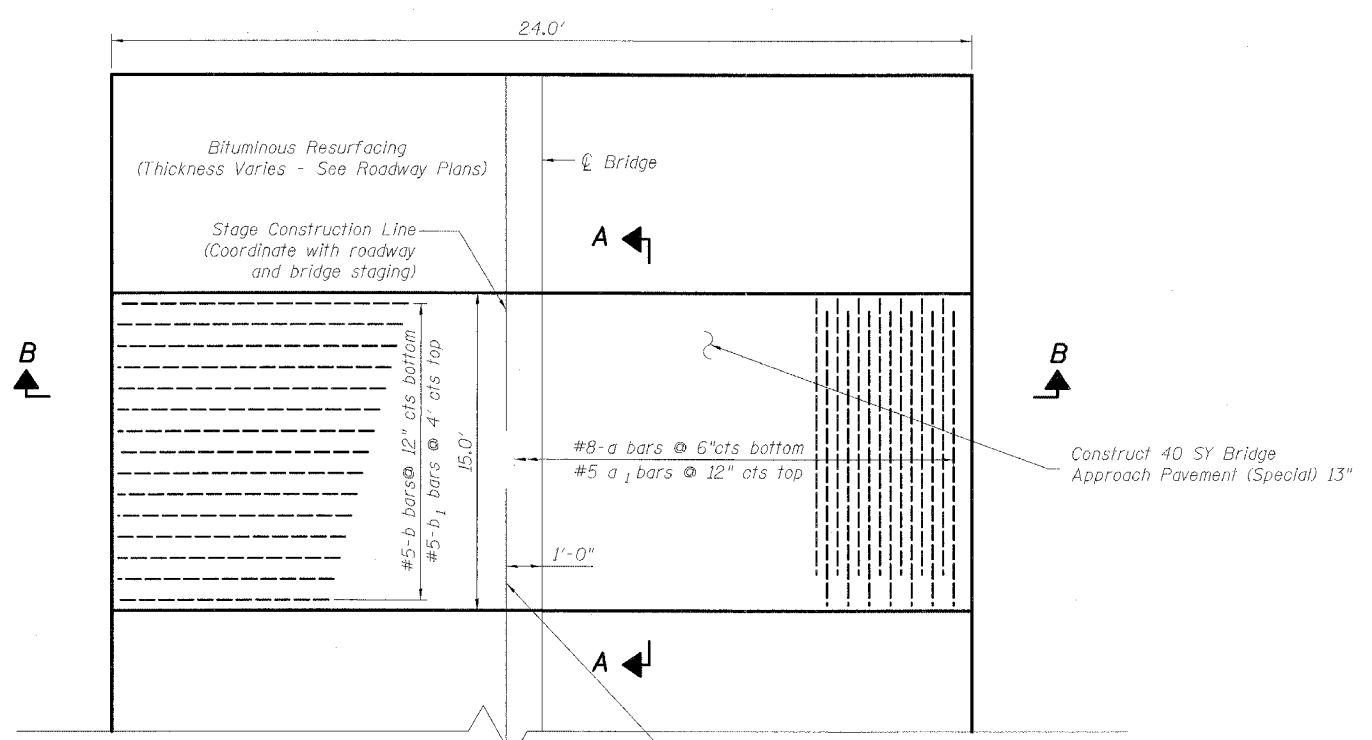 24.0'
Bituminous Resurfacing
(Thickness Varies - See Roadway Plans)
℄ Bridge
Stage Construction Line
(Coordinate with roadway
and bridge staging)
A
B
B
#5-b bars@ 12" cts bottom
#5-b1 bars @ 4' cts top
15.0'
#8-a bars @ 6"cts bottom
#5 a1 bars @ 12" cts top
Construct 40 SY Bridge
Approach Pavement (Special) 13"
1'-0"
A